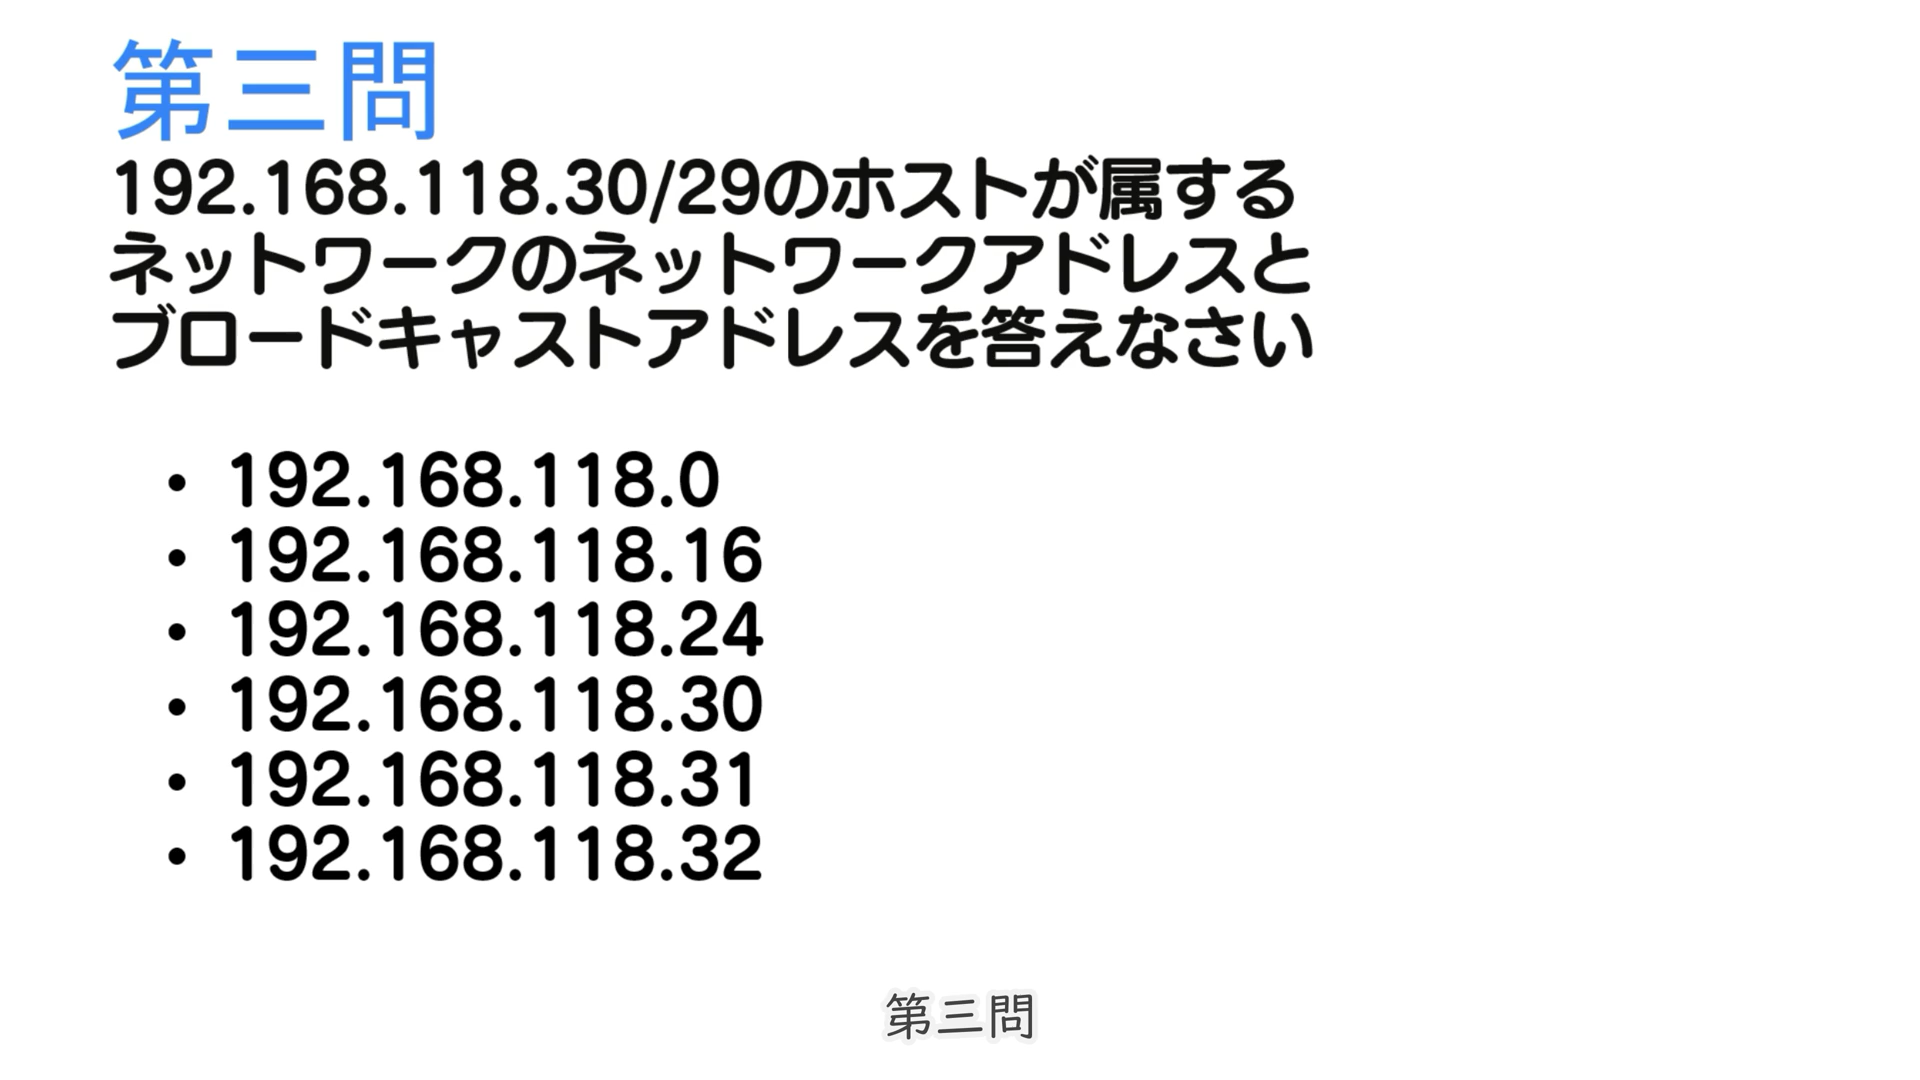 第三問
192.168.118.30/29のホストが属する
ネットワークのネットワークアドレスと
ブロードキャストアドレスを答えなさい
• 192.168.118.0
• 192.168.118.16
• 192.168.118.24
• 192.168.118.30
• 192.168.118.31
• 192.168.118.32
第三問